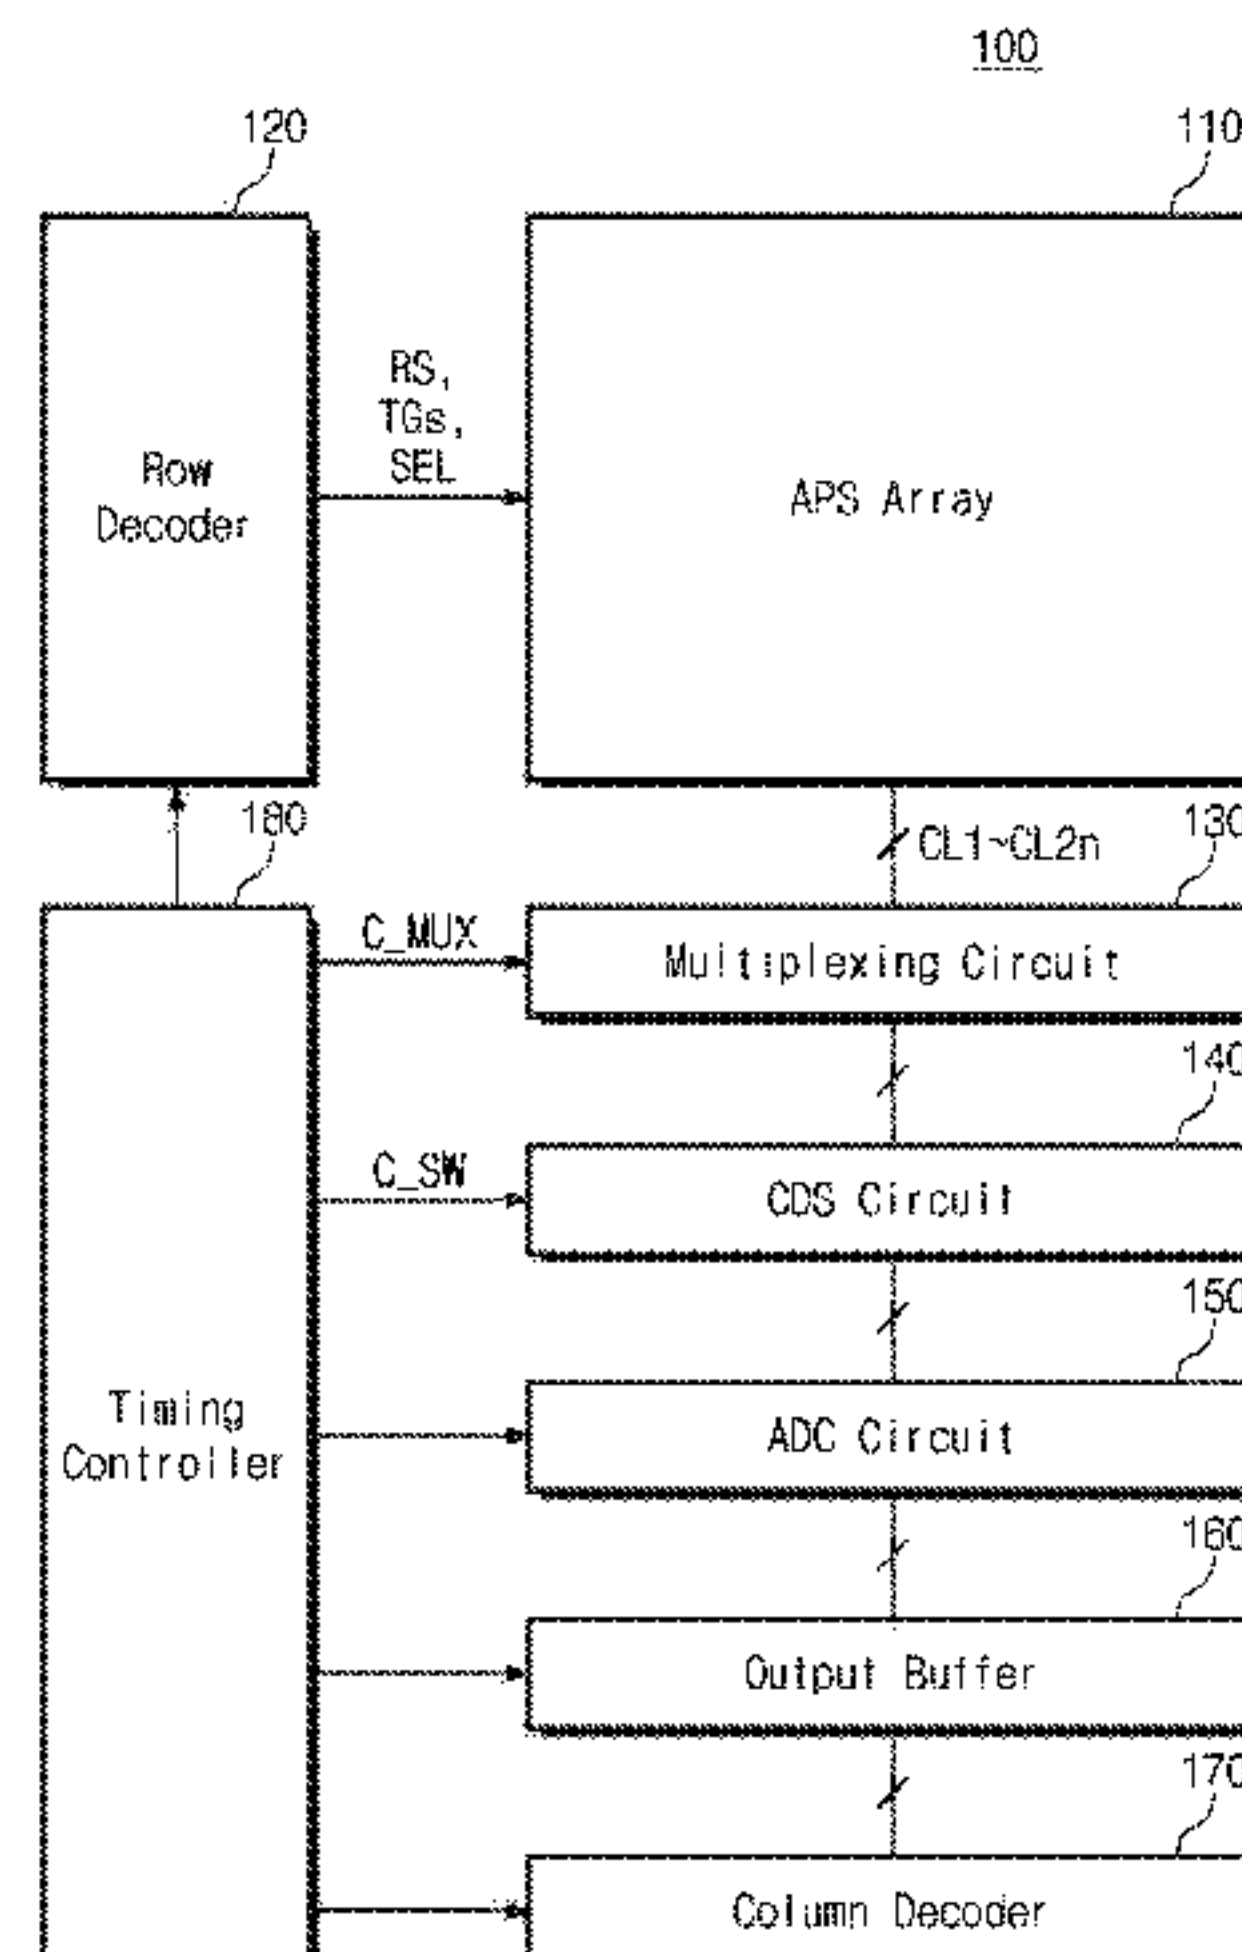 100
120
110
Row
Decoder
RS,
TGs,
SEL
APS Array
180
CL1~CL2n
130
C_MUX
Multiplexing Circuit
140
C_SW
CDS Circuit
150
Timing
Controller
ADC Circuit
160
Output Buffer
170
Column Decoder